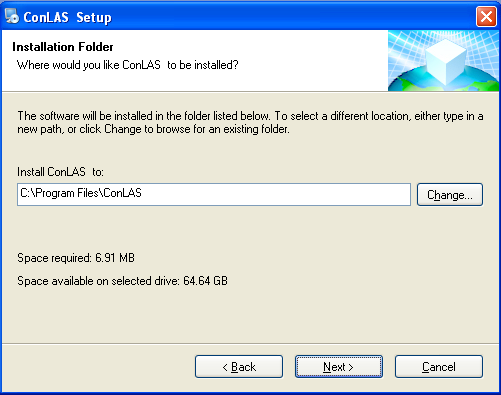 ConLAS Setup
Installation Folder
Where would you like ConLAS to be installed?
The software will be installed in the folder listed below. To select a different location, either type in a
new path, or click Change to browse for an existing folder.
Install ConLAS to:
C:\Program Files\ConLAS
Change...
Space required: 6.91 MB
Space available on selected drive: 64.64 GB
< Back
Next >
Cancel